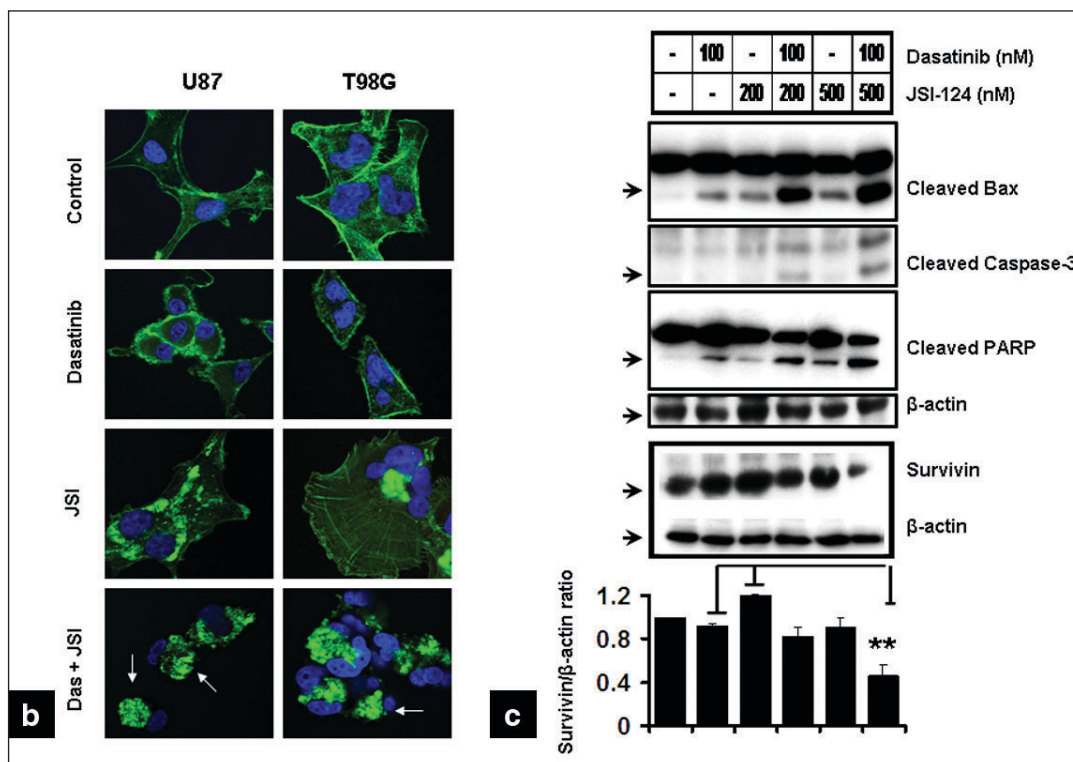 U87 T98G
Control
Dasatinib
JSI
Das + JSI
b
- 100 - 100 - 100 Dasatinib (nM)
- - 200 200 500 500 JSI-124 (nM)
Cleaved Bax
Cleaved Caspase-3
Cleaved PARP
β-actin
Survivin
β-actin
Survivin/β-actin ratio
1.2
0.8
0.4
0
**
c